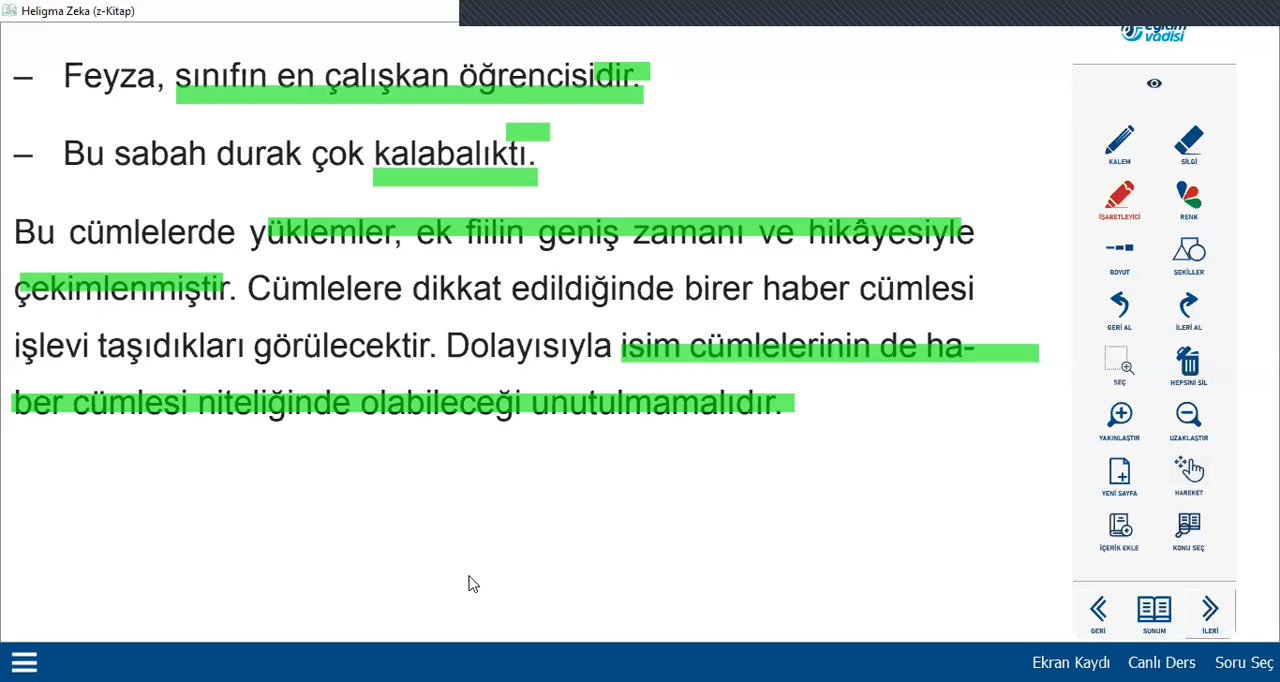 Heligma Zeka (z-Kitap)
eğitim
vadisi
– Feyza, sınıfın en çalışkan öğrencisidir.
– Bu sabah durak çok kalabalıktı.
Bu cümlelerde yüklemler, ek fiilin geniş zamanı ve hikâyesiyle
çekimlenmiştir. Cümlelere dikkat edildiğinde birer haber cümlesi
işlevi taşıdıkları görülecektir. Dolayısıyla isim cümlelerinin de ha-
ber cümlesi niteliğinde olabileceği unutulmamalıdır.
KALEM SİLGİ
İŞARETLEYİCİ RENK
BOYUT ŞEKİLLER
GERİ AL İLERİ AL
SEÇ HEPSİNİ SİL
YAKINLAŞTIR UZAKLAŞTIR
YENİ SAYFA HAREKET
İÇERİK EKLE KONU SEÇ
GERİ SUNUM İLERİ
Ekran Kaydı Canlı Ders Soru Seç